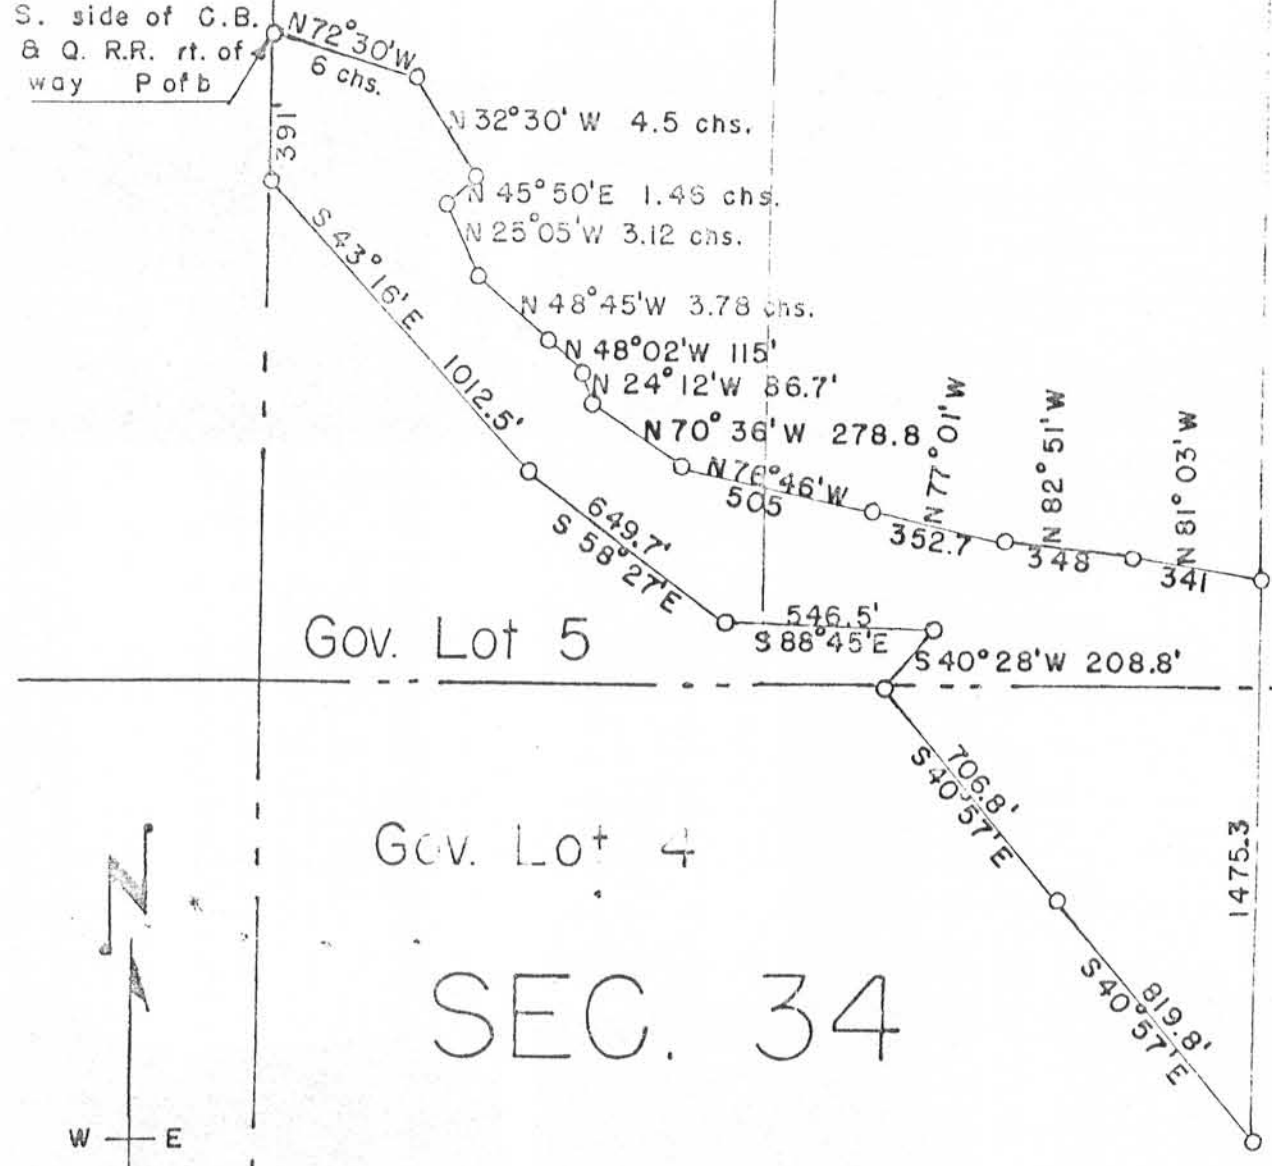 S. side of C.B.
& Q. R.R. rt. of
way P of b
N 72°30' W
6 chs.
391'
N 32°30' W 4.5 chs.
N 45°50'E 1.46 chs.
N 25°05'W 3.12 chs.
S 43°16' E
1012.5'
N 48°45'W 3.78 chs.
N 48°02'W 115'
N 24°12'W 86.7'
N 70°36'W 278.8
N 76°46'W
505
N 77°01'W
352.7
N 82°51'W
348
N 81°03'W
341
649.7'
S 58°27'E
546.5'
S 88°45'E
Gov. Lot 5
S 40°28'W 208.8'
706.8'
S 40°57'E
Gov. Lot 4
1475.3
N
SEC. 34
819.8'
S 40°57'E
W E